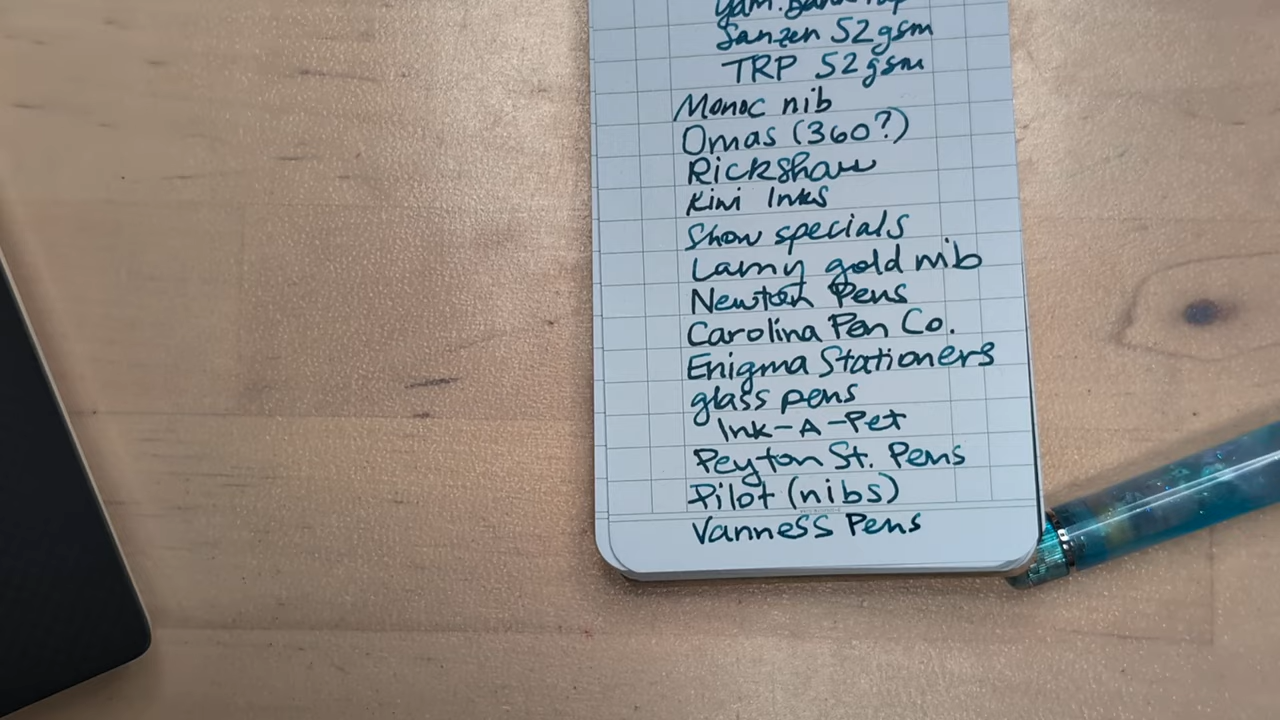 Sanzen 52gsm
TRP 52gsm
Monoc nib
Omas (360?)
Rickshaw
Kiwi Inks
Show specials
Lamy gold nib
Newton Pens
Carolina Pen Co.
Enigma Stationers
glass pens
Ink-A-Pet
Peyton St. Pens
Pilot (nibs)
Vanness Pens